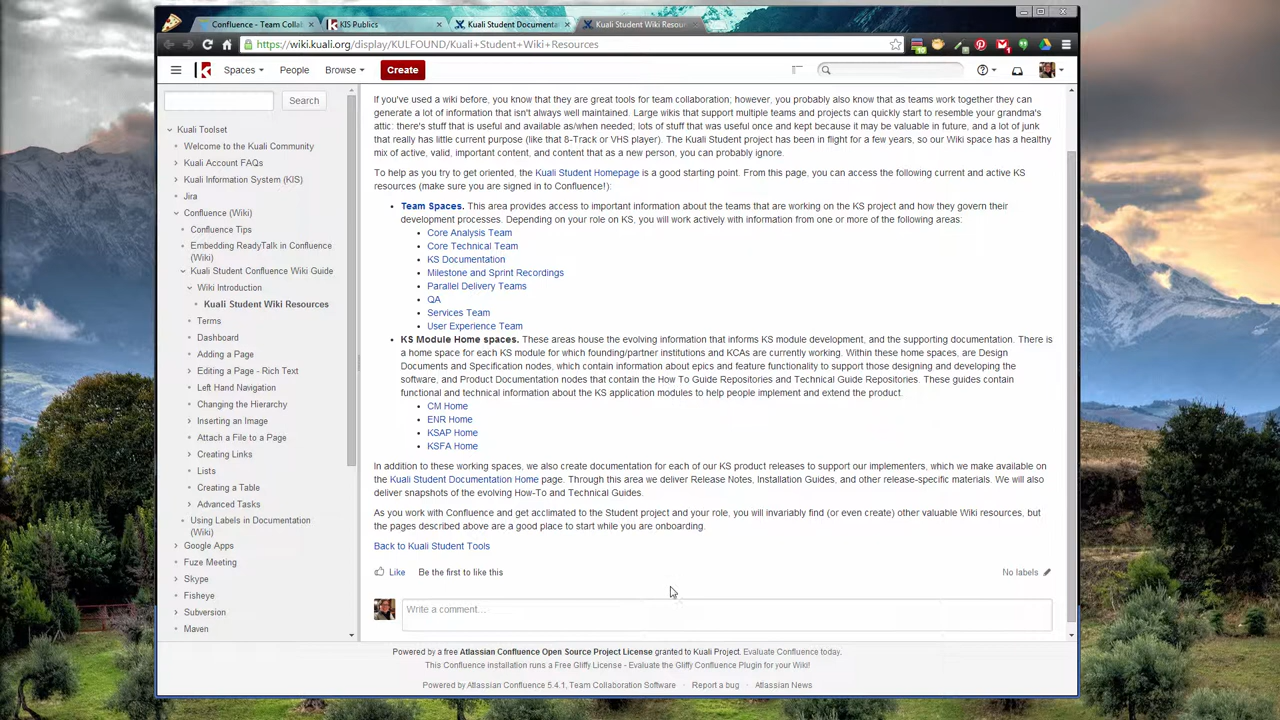 Confluence - Team Collab
KIS Publics
Kuali Student Documentat
Kuali Student Wiki Resour
https://wiki.kuali.org/display/KULFOUND/Kuali+Student+Wiki+Resources
Spaces
People
Browse
Create
Search
Kuali Toolset
Welcome to the Kuali Community
Kuali Account FAQs
Kuali Information System (KIS)
Jira
Confluence (Wiki)
Confluence Tips
Embedding ReadyTalk in Confluence
(Wiki)
Kuali Student Confluence Wiki Guide
Wiki Introduction
Kuali Student Wiki Resources
Terms
Dashboard
Adding a Page
Editing a Page - Rich Text
Left Hand Navigation
Changing the Hierarchy
Inserting an Image
Attach a File to a Page
Creating Links
Lists
Creating a Table
Advanced Tasks
Using Labels in Documentation
(Wiki)
Google Apps
Fuze Meeting
Skype
Fisheye
Subversion
Maven
If you've used a wiki before, you know that they are great tools for team collaboration; however, you probably also know that as teams work together they can
generate a lot of information that isn't always well maintained. Large wikis that support multiple teams and projects can quickly start to resemble your grandma's
attic: there's stuff that is useful and available as/when needed; lots of stuff that was useful once and kept because it may be valuable in future, and a lot of junk
that really has little current purpose (like that 8-Track or VHS player). The Kuali Student project has been in flight for a few years, so our Wiki space has a healthy
mix of active, valid, important content, and content that as a new person, you can probably ignore.
To help as you try to get oriented, the Kuali Student Homepage is a good starting point. From this page, you can access the following current and active KS
resources (make sure you are signed in to Confluence!):
Team Spaces. This area provides access to important information about the teams that are working on the KS project and how they govern their
development processes. Depending on your role on KS, you will work actively with information from one or more of the following areas:
Core Analysis Team
Core Technical Team
KS Documentation
Milestone and Sprint Recordings
Parallel Delivery Teams
QA
Services Team
User Experience Team
KS Module Home spaces. These areas house the evolving information that informs KS module development, and the supporting documentation. There is
a home space for each KS module for which founding/partner institutions and KCAs are currently working. Within these home spaces, are Design
Documents and Specification nodes, which contain information about epics and feature functionality to support those designing and developing the
software, and Product Documentation nodes that contain the How To Guide Repositories and Technical Guide Repositories. These guides contain
functional and technical information about the KS application modules to help people implement and extend the product.
CM Home
ENR Home
KSAP Home
KSFA Home
In addition to these working spaces, we also create documentation for each of our KS product releases to support our implementers, which we make available on
the Kuali Student Documentation Home page. Through this area we deliver Release Notes, Installation Guides, and other release-specific materials. We will also
deliver snapshots of the evolving How-To and Technical Guides.
As you work with Confluence and get acclimated to the Student project and your role, you will invariably find (or even create) other valuable Wiki resources, but
the pages described above are a good place to start while you are onboarding.
Back to Kuali Student Tools
Like Be the first to like this
No labels
Write a comment...
Powered by a free Atlassian Confluence Open Source Project License granted to Kuali Project. Evaluate Confluence today.
This Confluence installation runs a Free Gliffy License - Evaluate the Gliffy Confluence Plugin for your Wiki!
Powered by Atlassian Confluence 5.4.1, Team Collaboration Software · Report a bug · Atlassian News